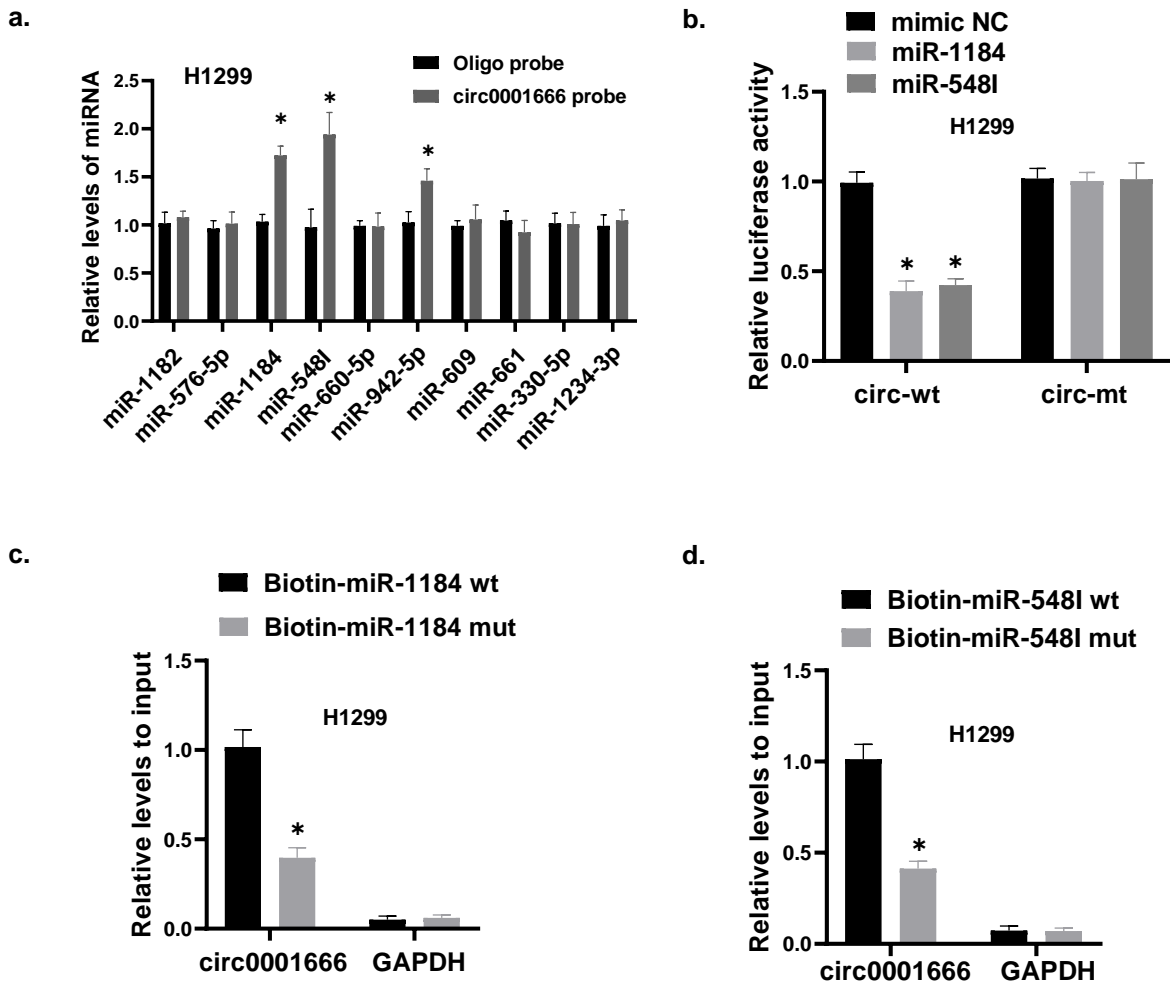 a.
H1299
Oligo probe
circ0001666 probe
Relative levels of miRNA
2.5
2.0
1.5
1.0
0.5
0.0
*
*
*
miR-1182
miR-576-5p
miR-1184
miR-548l
miR-660-5p
miR-942-5p
miR-609
miR-661
miR-330-5p
miR-1234-3p
b.
mimic NC
miR-1184
miR-548l
H1299
Relative luciferase activity
1.5
1.0
0.5
0.0
*
*
circ-wt
circ-mt
c.
Biotin-miR-1184 wt
Biotin-miR-1184 mut
H1299
Relative levels to input
1.5
1.0
0.5
0.0
*
circ0001666
GAPDH
d.
Biotin-miR-548l wt
Biotin-miR-548l mut
H1299
Relative levels to input
1.5
1.0
0.5
0.0
*
circ0001666
GAPDH